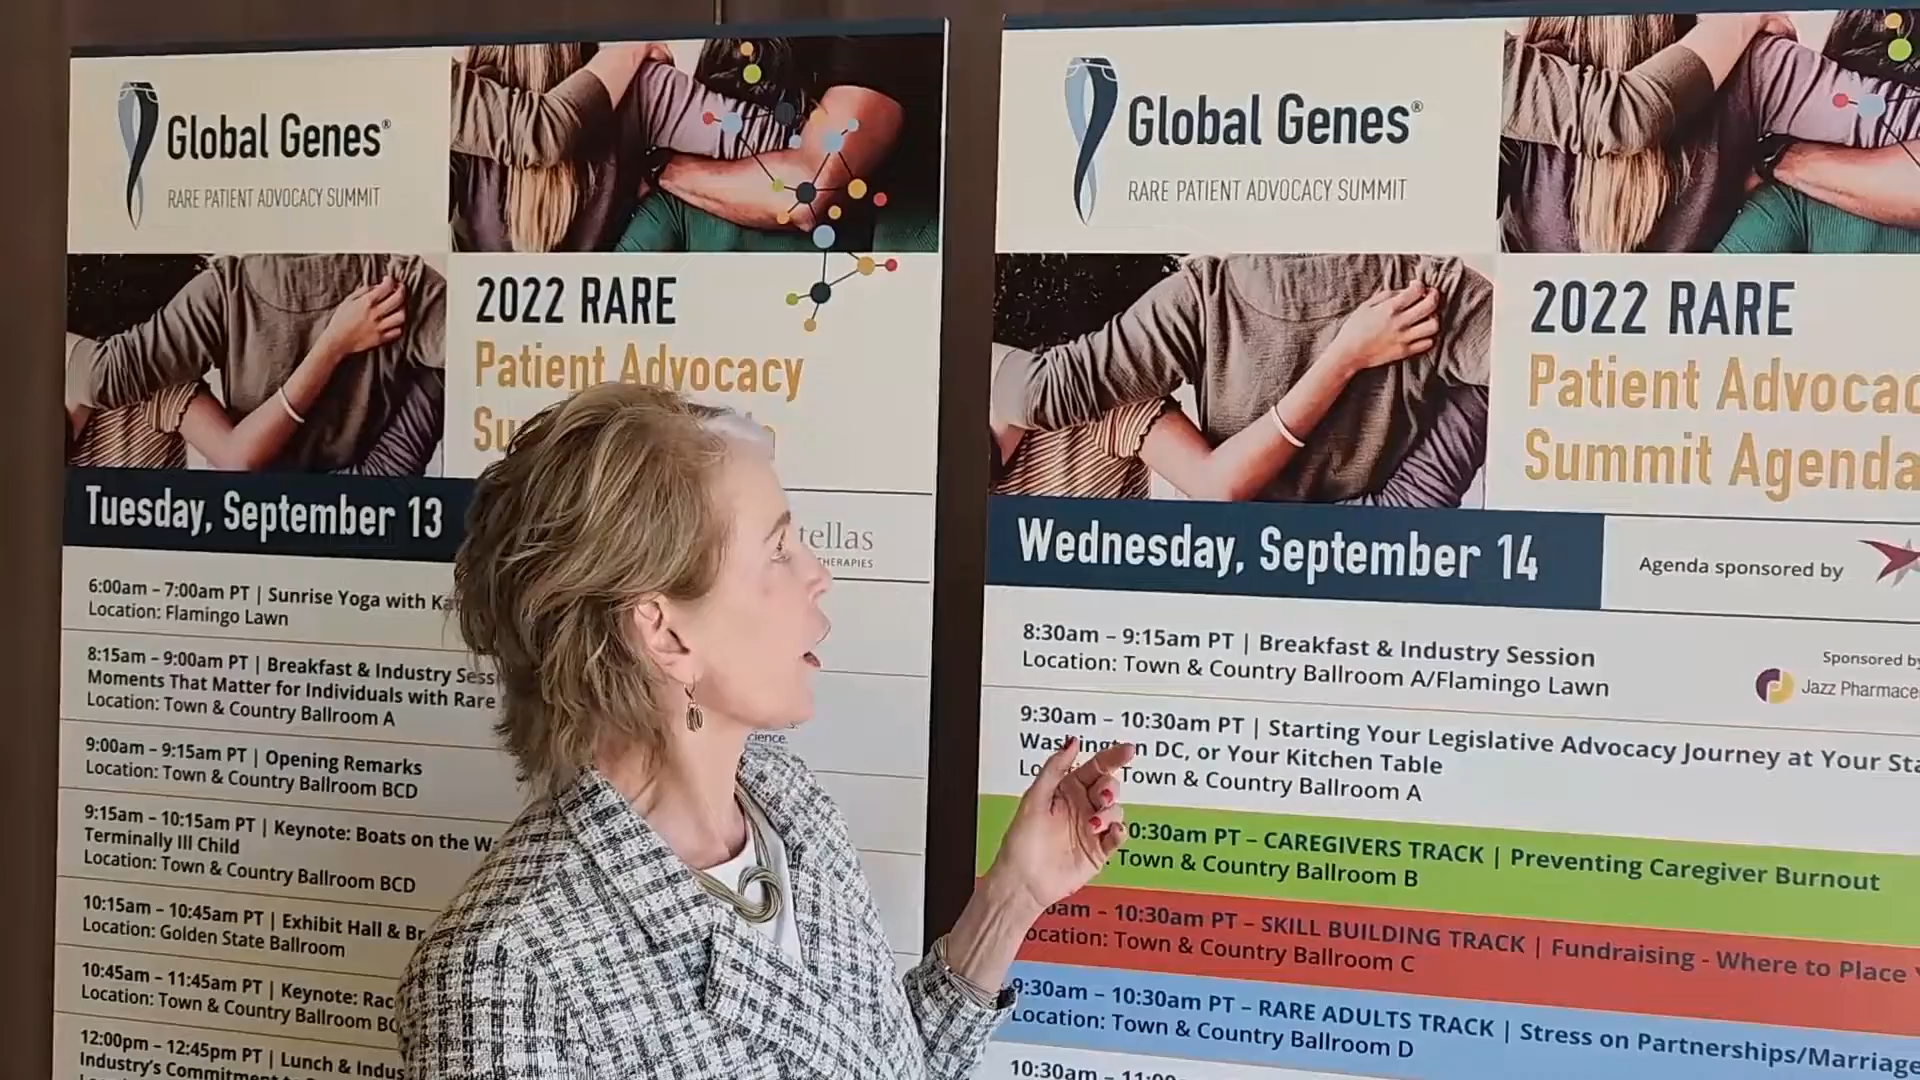 Global Genes®
RARE PATIENT ADVOCACY SUMMIT
2022 RARE
Patient Advocacy
Tuesday, September 13
tellas
THERAPIES
6:00am – 7:00am PT | Sunrise Yoga with
Location: Flamingo Lawn
8:15am – 9:00am PT | Breakfast & Industry
Moments That Matter for Individuals with Rare
Location: Town & Country Ballroom A
cience
9:00am – 9:15am PT | Opening Remarks
Location: Town & Country Ballroom BCD
9:15am – 10:15am PT | Keynote: Boats on the
Terminally Ill Child
Location: Town & Country Ballroom BCD
10:15am – 10:45am PT | Exhibit Hall &
Location: Golden State Ballroom
10:45am – 11:45am PT | Keynote:
Location: Town & Country Ballroom
12:00pm – 12:45pm PT | Lunch &
Industry's
Global Genes®
RARE PATIENT ADVOCACY SUMMIT
2022 RARE
Patient Advocac
Summit Agenda
Wednesday, September 14
Agenda sponsored by
8:30am – 9:15am PT | Breakfast & Industry Session
Location: Town & Country Ballroom A/Flamingo Lawn
Sponsored by
Jazz Pharmace
9:30am – 10:30am PT | Starting Your Legislative Advocacy Journey at Your
Washington DC, or Your Kitchen Table
Town & Country Ballroom A
0:30am PT – CAREGIVERS TRACK | Preventing Caregiver Burnout
Town & Country Ballroom B
– 10:30am PT – SKILL BUILDING TRACK | Fundraising - Where to Place
ocation: Town & Country Ballroom C
9:30am – 10:30am PT – RARE ADULTS TRACK | Stress on Partnerships/Marriage
Location: Town & Country Ballroom D
10:30am –